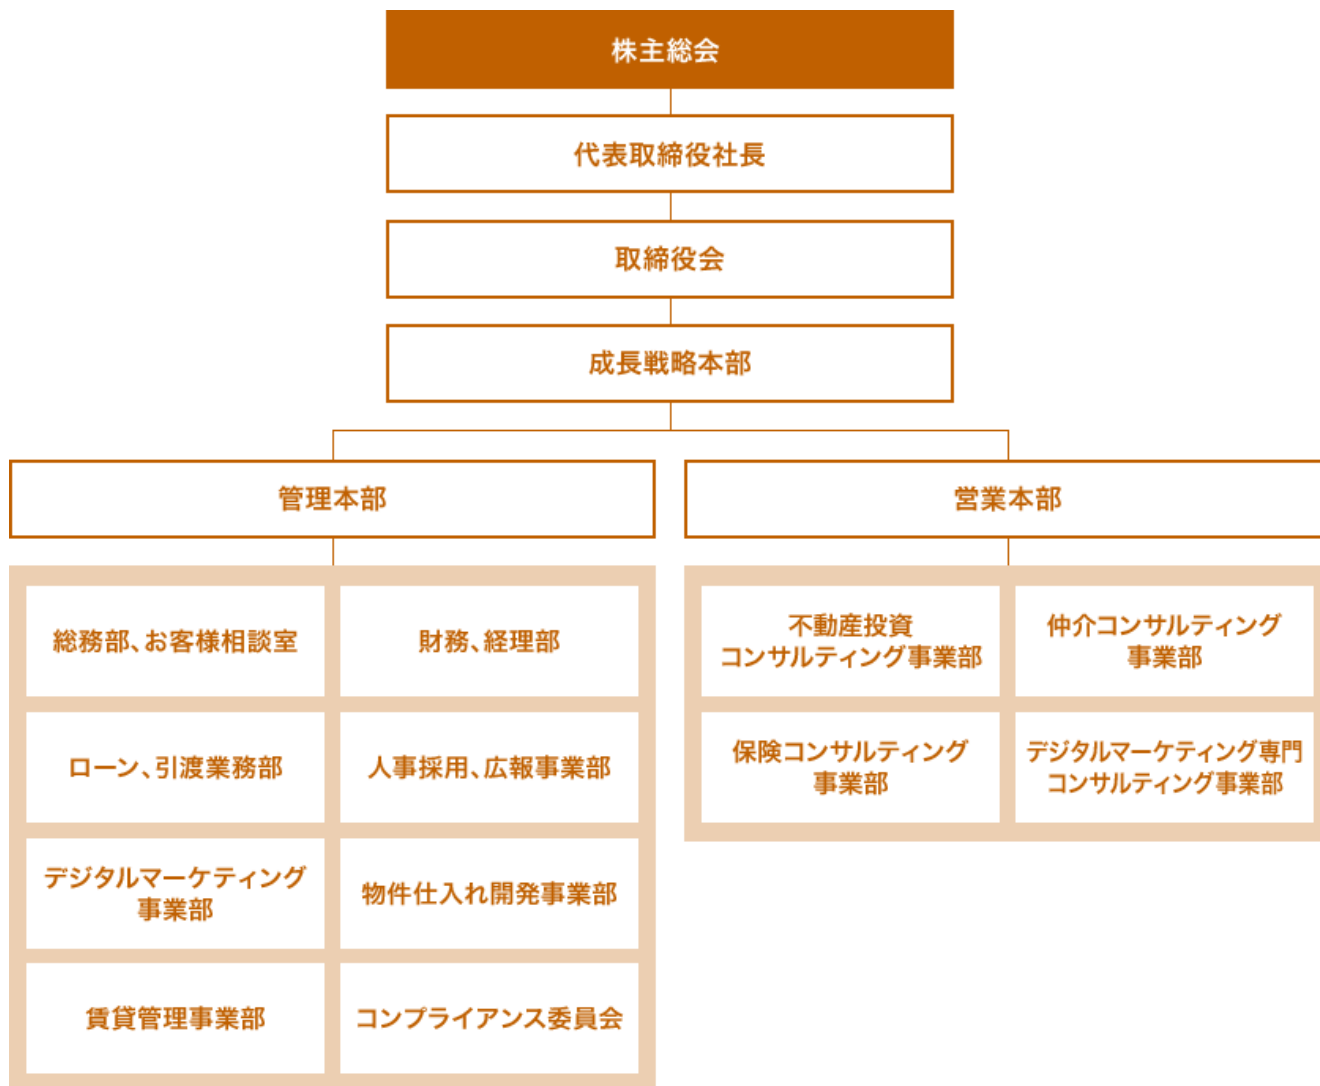 株主総会
代表取締役社長
取締役会
成長戦略本部
管理本部
営業本部
総務部、お客様相談室
財務、経理部
ローン、引渡業務部
人事採用、広報事業部
デジタルマーケティング
事業部
物件仕入れ開発事業部
賃貸管理事業部
コンプライアンス委員会
不動産投資
コンサルティング事業部
仲介コンサルティング
事業部
保険コンサルティング
事業部
デジタルマーケティング専門
コンサルティング事業部